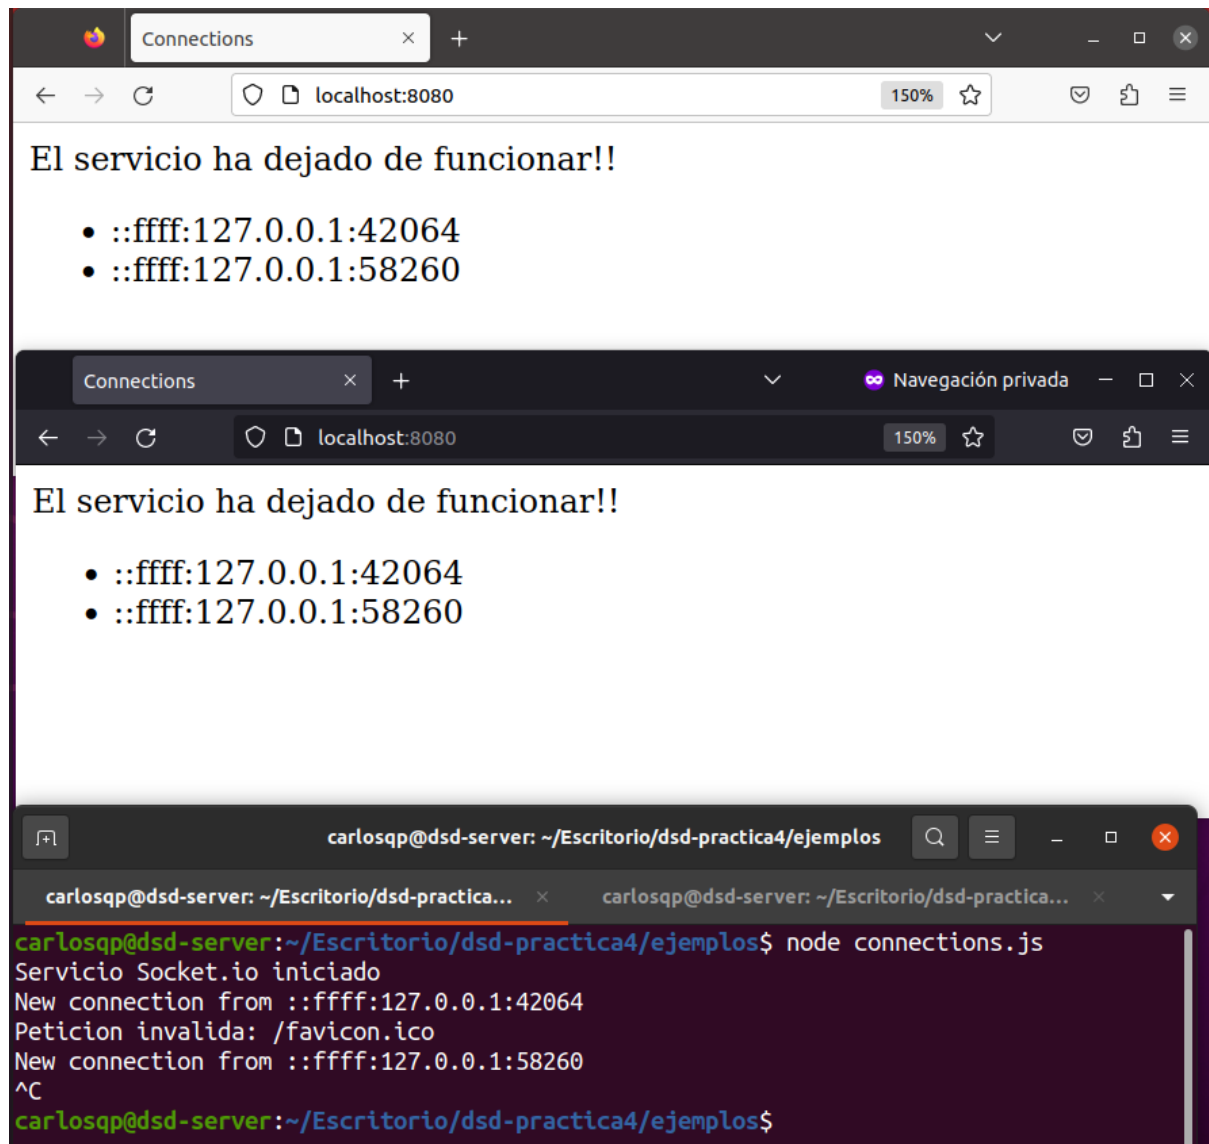 Connections
localhost:8080 150%
El servicio ha dejado de funcionar!!
• ::ffff:127.0.0.1:42064
• ::ffff:127.0.0.1:58260
Connections Navegación privada
localhost:8080 150%
El servicio ha dejado de funcionar!!
• ::ffff:127.0.0.1:42064
• ::ffff:127.0.0.1:58260
carlosqp@dsd-server: ~/Escritorio/dsd-practica4/ejemplos
carlosqp@dsd-server: ~/Escritorio/dsd-practica... carlosqp@dsd-server: ~/Escritorio/dsd-practica...
carlosqp@dsd-server:~/Escritorio/dsd-practica4/ejemplos$ node connections.js
Servicio Socket.io iniciado
New connection from ::ffff:127.0.0.1:42064
Peticion invalida: /favicon.ico
New connection from ::ffff:127.0.0.1:58260
^C
carlosqp@dsd-server:~/Escritorio/dsd-practica4/ejemplos$